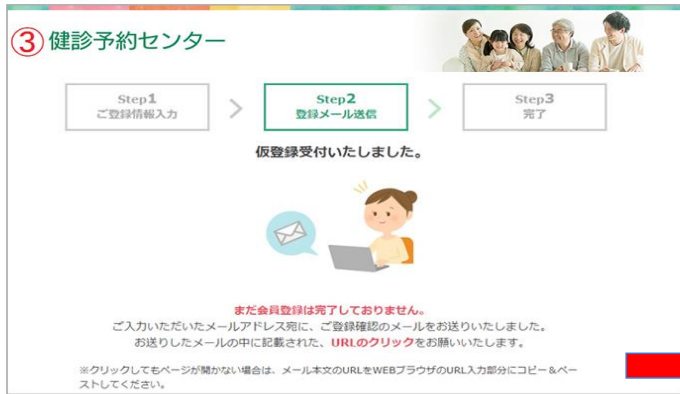 ③健診予約センター
Step1
ご登録情報入力
>
Step2
登録メール送信
>
Step3
完了
仮登録受付いたしました。
まだ会員登録は完了しておりません。
ご入力いただいたメールアドレス宛に、ご登録確認のメールをお送りいたしました。
お送りしたメールの中に記載された、URLのクリックをお願いいたします。
※クリックしてもページが開かない場合は、メール本文のURLをWEBブラウザのURL入力部分にコピー&ペー
ストしてください。